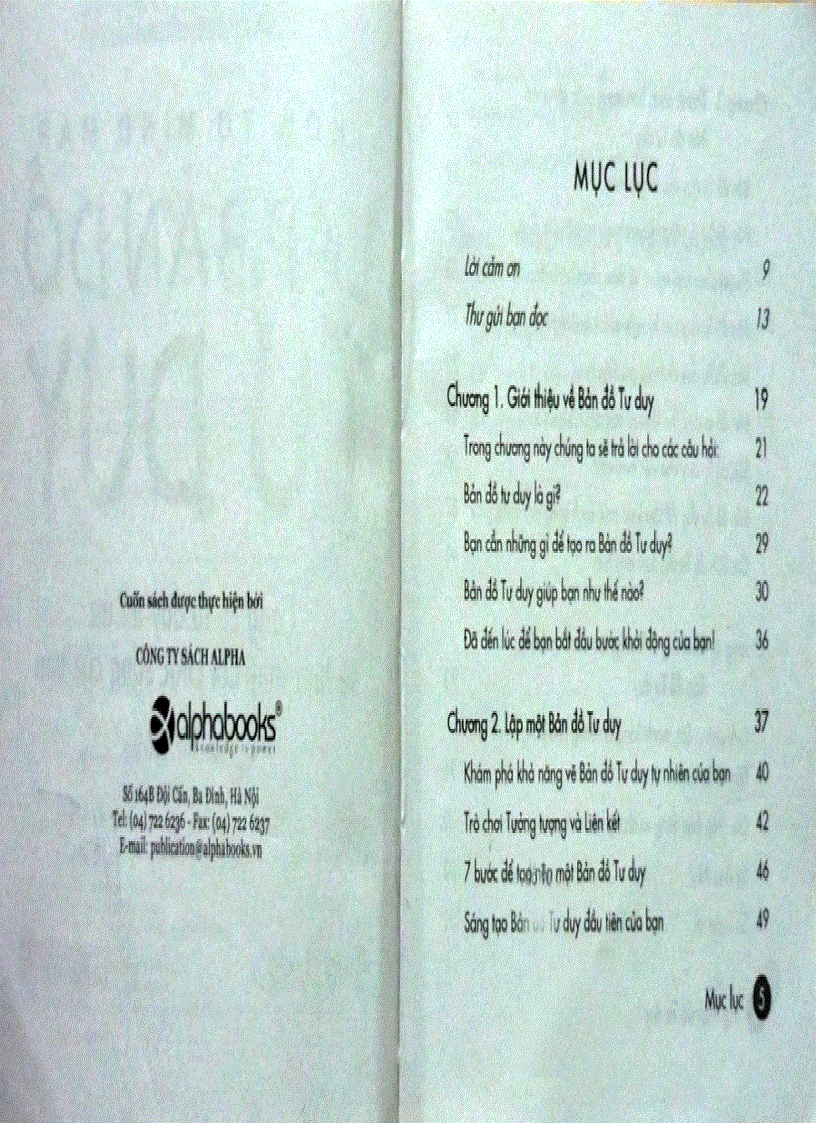 Cuốn sách được thực hiện bởi
CÔNG TY SÁCH ALPHA
alphabooks®
knowledge is power
Số 164B Đội Cấn, Ba Đình, Hà Nội
Tel: (04) 722 6236 - Fax: (04) 722 6237
E-mail: publication@alphabooks.vn
MỤC LỤC
Lời cảm ơn 9
Thư gửi bạn đọc 13
Chương 1. Giới thiệu về Bản đồ Tư duy 19
Trong chương này chúng ta sẽ trả lời cho các câu hỏi: 21
Bản đồ tư duy là gì? 22
Bạn cần những gì để tạo ra Bản đồ Tư duy? 29
Bản đồ Tư duy giúp bạn như thế nào? 30
Đã đến lúc để bạn bắt đầu bước khởi động của bạn! 36
Chương 2. Lập một Bản đồ Tư duy 37
Khám phá khả năng vẽ Bản đồ Tư duy tự nhiên của bạn 40
Trò chơi Tưởng tượng và Liên kết 42
7 bước để tạo nên một Bản đồ Tư duy 46
Sáng tạo Bản đồ Tư duy đầu tiên của bạn 49
Mục lục 5